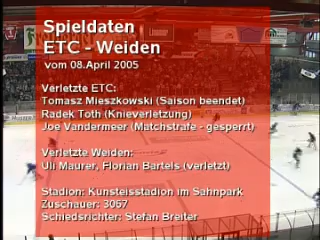 Spieldaten
ETC - Weiden
vom 08.April 2005
Verletzte ETC:
Tomasz Mieszkowski (Saison beendet)
Radek Toth (Knieverletzung)
Joe Vandermeer (Matchstrafe - gesperrt)
Verletzte Weiden:
Uli Maurer, Florian Bartels (verletzt)
Stadion: Kunsteisstadion im Sahnpark
Zuschauer: 3067
Schiedsrichter: Stefan Breiter